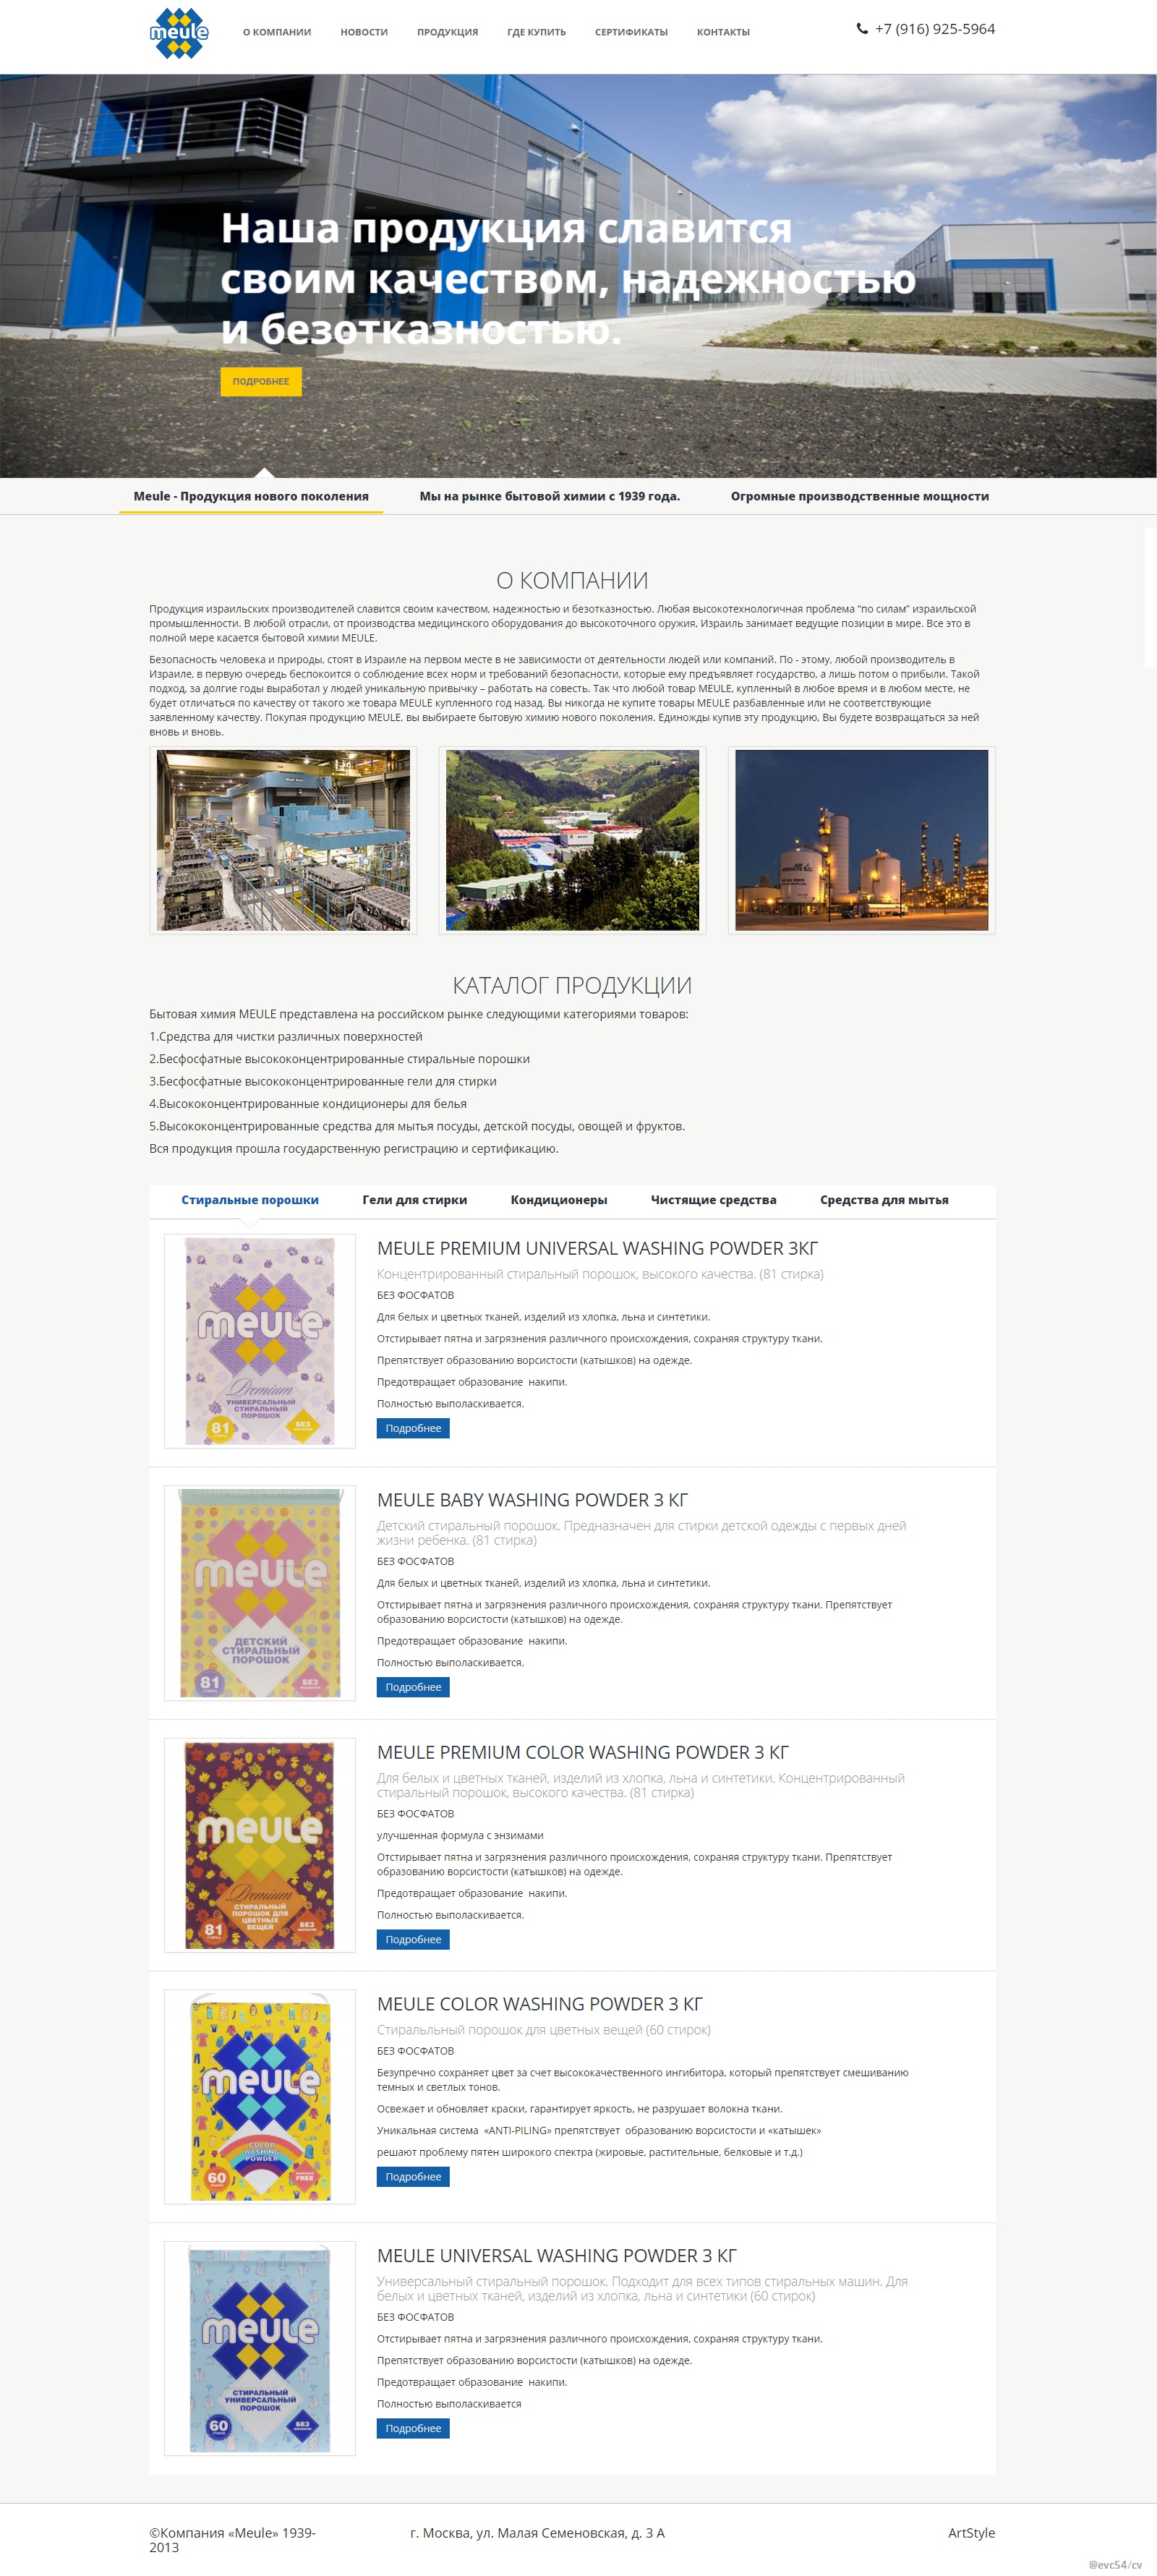 meule
О КОМПАНИИ НОВОСТИ ПРОДУКЦИЯ ГДЕ КУПИТЬ СЕРТИФИКАТЫ КОНТАКТЫ
+7 (916) 925-5964
Наша продукция славится
своим качеством, надежностью
и безотказностью.
ПОДРОБНЕЕ
Meule - Продукция нового поколения Мы на рынке бытовой химии с 1939 года. Огромные производственные мощности
О КОМПАНИИ
Продукция израильских производителей славится своим качеством, надежностью и безотказностью. Любая высокотехнологичная проблема “по силам” израильской
промышленности. В любой отрасли, от производства медицинского оборудования до высокоточного оружия, Израиль занимает ведущие позиции в мире. Все это в
полной мере касается бытовой химии MEULE.
Безопасность человека и природы, стоят в Израиле на первом месте в не зависимости от деятельности людей или компаний. По - этому, любой производитель в
Израиле, в первую очередь беспокоится о соблюдение всех норм и требований безопасности, которые ему предъявляет государство, а лишь потом о прибыли. Такой
подход, за долгие годы выработал у людей уникальную привычку – работать на совесть. Так что любой товар MEULE, купленный в любое время и в любом месте, не
будет отличаться по качеству от такого же товара MEULE купленного год назад. Вы никогда не купите товары MEULE разбавленные или не соответствующие
заявленному качеству. Покупая продукцию MEULE, вы выбираете бытовую химию нового поколения. Единожды купив эту продукцию, Вы будете возвращаться за ней
вновь и вновь.
КАТАЛОГ ПРОДУКЦИИ
Бытовая химия MEULE представлена на российском рынке следующими категориями товаров:
1.Средства для чистки различных поверхностей
2.Бесфосфатные высококонцентрированные стиральные порошки
3.Бесфосфатные высококонцентрированные гели для стирки
4.Высококонцентрированные кондиционеры для белья
5.Высококонцентрированные средства для мытья посуды, детской посуды, овощей и фруктов.
Вся продукция прошла государственную регистрацию и сертификацию.
Стиральные порошки Гели для стирки Кондиционеры Чистящие средства Средства для мытья
meule
Premium
УНИВЕРСАЛЬНЫЙ
СТИРАЛЬНЫЙ
ПОРОШОК
81
БЕЗ
MEULE PREMIUM UNIVERSAL WASHING POWDER 3КГ
Концентрированный стиральный порошок, высокого качества. (81 стирка)
БЕЗ ФОСФАТОВ
Для белых и цветных тканей, изделий из хлопка, льна и синтетики.
Отстирывает пятна и загрязнения различного происхождения, сохраняя структуру ткани.
Препятствует образованию ворсистости (катышков) на одежде.
Предотвращает образование накипи.
Полностью выполаскивается.
Подробнее
meule
ДЕТСКИЙ
СТИРАЛЬНЫЙ
ПОРОШОК
81
БЕЗ
MEULE BABY WASHING POWDER 3 КГ
Детский стиральный порошок. Предназначен для стирки детской одежды с первых дней
жизни ребенка. (81 стирка)
БЕЗ ФОСФАТОВ
Для белых и цветных тканей, изделий из хлопка, льна и синтетики.
Отстирывает пятна и загрязнения различного происхождения, сохраняя структуру ткани. Препятствует
образованию ворсистости (катышков) на одежде.
Предотвращает образование накипи.
Полностью выполаскивается.
Подробнее
meule
Premium
СТИРАЛЬНЫЙ
ПОРОШОК ДЛЯ
ЦВЕТНЫХ
ВЕЩЕЙ
81
БЕЗ
MEULE PREMIUM COLOR WASHING POWDER 3 КГ
Для белых и цветных тканей, изделий из хлопка, льна и синтетики. Концентрированный
стиральный порошок, высокого качества. (81 стирка)
БЕЗ ФОСФАТОВ
улучшенная формула с энзимами
Отстирывает пятна и загрязнения различного происхождения, сохраняя структуру ткани. Препятствует
образованию ворсистости (катышков) на одежде.
Предотвращает образование накипи.
Полностью выполаскивается.
Подробнее
meule
COLOR
WASHING
POWDER
60
FREE
MEULE COLOR WASHING POWDER 3 КГ
Стиральльный порошок для цветных вещей (60 стирок)
БЕЗ ФОСФАТОВ
Безупречно сохраняет цвет за счет высококачественного ингибитора, который препятствует смешиванию
темных и светлых тонов.
Освежает и обновляет краски, гарантирует яркость, не разрушает волокна ткани.
Уникальная система «ANTI-PILING» препятствует образованию ворсистости и «катышек»
решают проблему пятен широкого спектра (жировые, растительные, белковые и т.д.)
Подробнее
meule
СТИРАЛЬНЫЙ
УНИВЕРСАЛЬНЫЙ
ПОРОШОК
60
БЕЗ
MEULE UNIVERSAL WASHING POWDER 3 КГ
Универсальный стиральный порошок. Подходит для всех типов стиральных машин. Для
белых и цветных тканей, изделий из хлопка, льна и синтетики (60 стирок)
БЕЗ ФОСФАТОВ
Отстирывает пятна и загрязнения различного происхождения, сохраняя структуру ткани.
Препятствует образованию ворсистости (катышков) на одежде.
Предотвращает образование накипи.
Полностью выполаскивается
Подробнее
©Компания «Meule» 1939-
2013
г. Москва, ул. Малая Семеновская, д. 3 А
ArtStyle
@evc54/cv